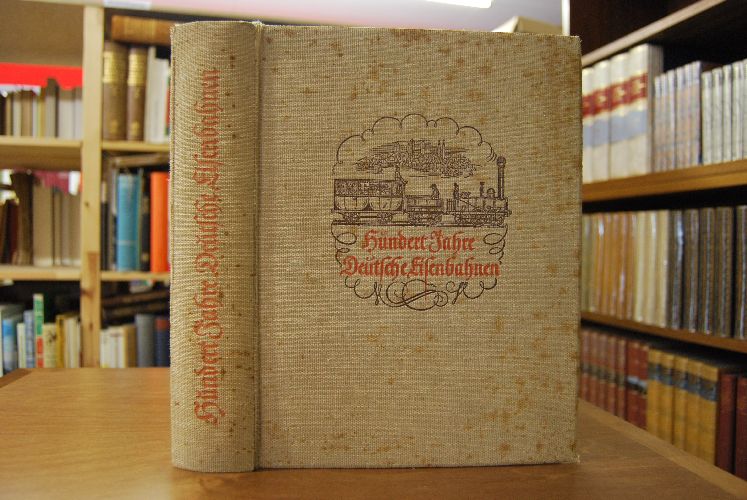 Hundert Jahre Deutsche Eisenbahnen
Hundert Jahre
Deutsche Eisenbahnen